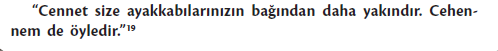 “Cennet size ayakkabılarınızın bağından daha yakındır. Cehen-
nem de öyledir.”¹⁹